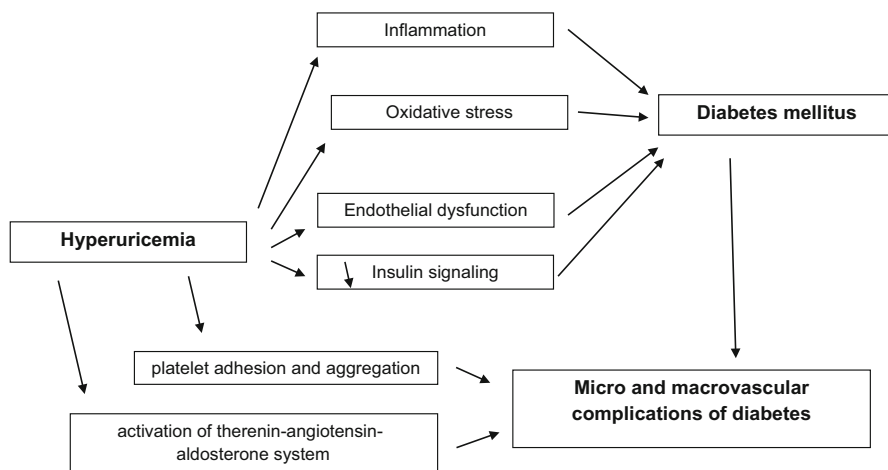 Inflammation
Oxidative stress
Diabetes mellitus
Endothelial dysfunction
Hyperuricemia
Insulin signaling
platelet adhesion and aggregation
Micro and macrovascular
complications of diabetes
activation of therenin-angiotensin-
aldosterone system